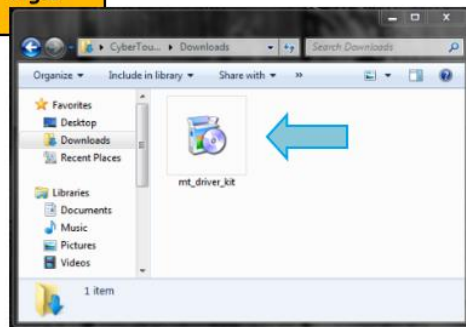 CyberTou... ▸ Downloads
Search Downloads
Organize
Include in library
Share with
»
Favorites
Desktop
Downloads
Recent Places
Libraries
Documents
Music
Pictures
Videos
mt_driver_kit
1 item